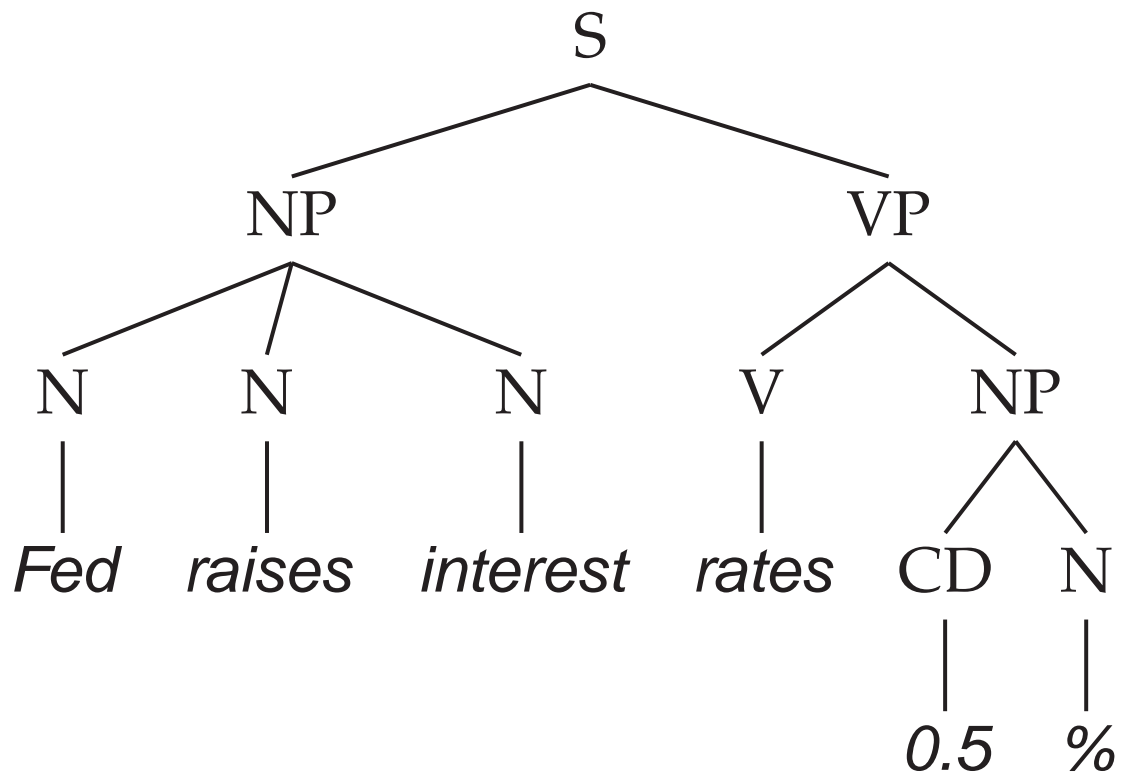 S
NP VP
N N N V NP
Fed raises interest rates CD N
0.5 %